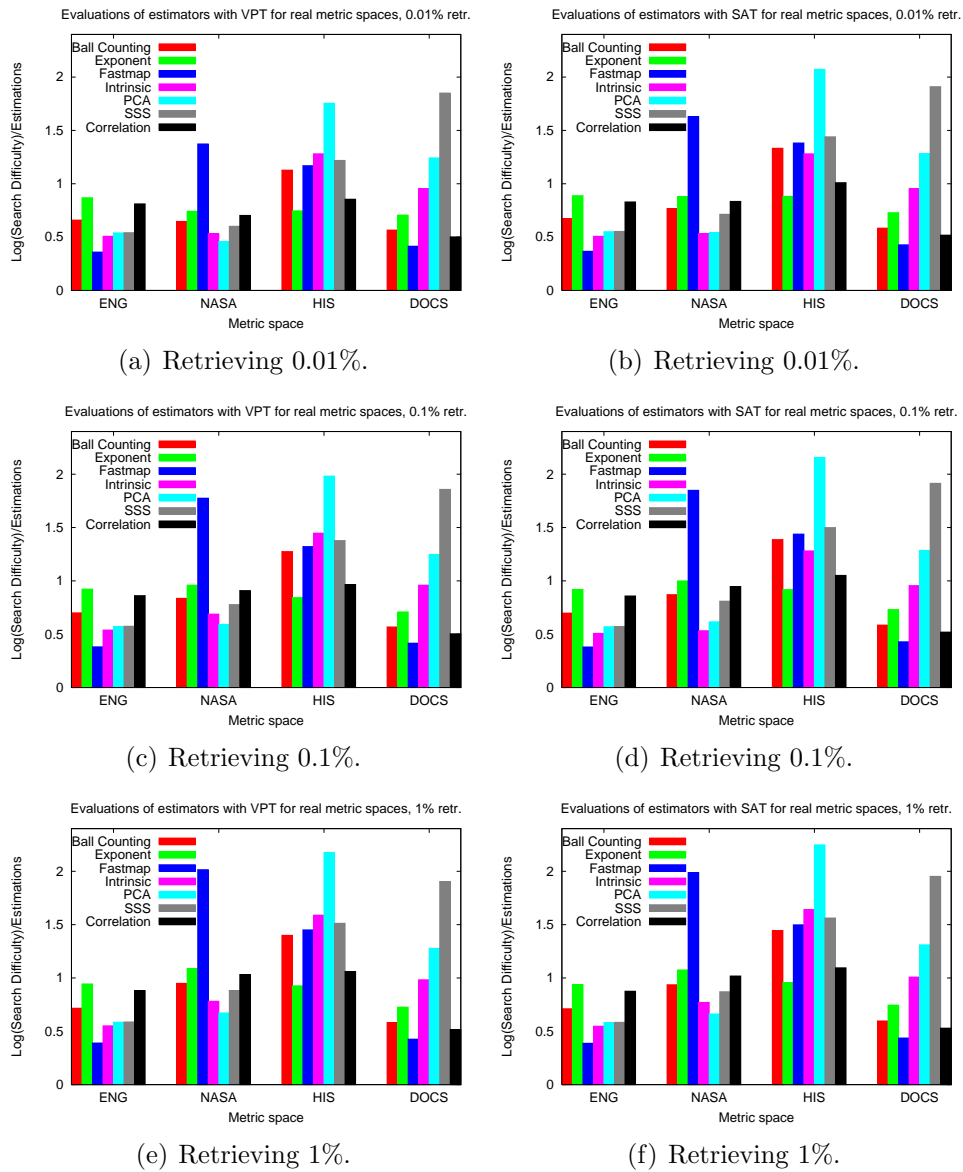 Evaluations of estimators with VPT for real metric spaces, 0.01% retr.
Log(Search Difficulty)/Estimations
2
1.5
1
0.5
0
Ball Counting
Exponent
Fastmap
Intrinsic
PCA
SSS
Correlation
ENG NASA HIS DOCS
Metric space
(a) Retrieving 0.01%.
Evaluations of estimators with SAT for real metric spaces, 0.01% retr.
Log(Search Difficulty)/Estimations
2
1.5
1
0.5
0
Ball Counting
Exponent
Fastmap
Intrinsic
PCA
SSS
Correlation
ENG NASA HIS DOCS
Metric space
(b) Retrieving 0.01%.
Evaluations of estimators with VPT for real metric spaces, 0.1% retr.
Log(Search Difficulty)/Estimations
2
1.5
1
0.5
0
Ball Counting
Exponent
Fastmap
Intrinsic
PCA
SSS
Correlation
ENG NASA HIS DOCS
Metric space
(c) Retrieving 0.1%.
Evaluations of estimators with SAT for real metric spaces, 0.1% retr.
Log(Search Difficulty)/Estimations
2
1.5
1
0.5
0
Ball Counting
Exponent
Fastmap
Intrinsic
PCA
SSS
Correlation
ENG NASA HIS DOCS
Metric space
(d) Retrieving 0.1%.
Evaluations of estimators with VPT for real metric spaces, 1% retr.
Log(Search Difficulty)/Estimations
2
1.5
1
0.5
0
Ball Counting
Exponent
Fastmap
Intrinsic
PCA
SSS
Correlation
ENG NASA HIS DOCS
Metric space
(e) Retrieving 1%.
Evaluations of estimators with SAT for real metric spaces, 1% retr.
Log(Search Difficulty)/Estimations
2
1.5
1
0.5
0
Ball Counting
Exponent
Fastmap
Intrinsic
PCA
SSS
Correlation
ENG NASA HIS DOCS
Metric space
(f) Retrieving 1%.